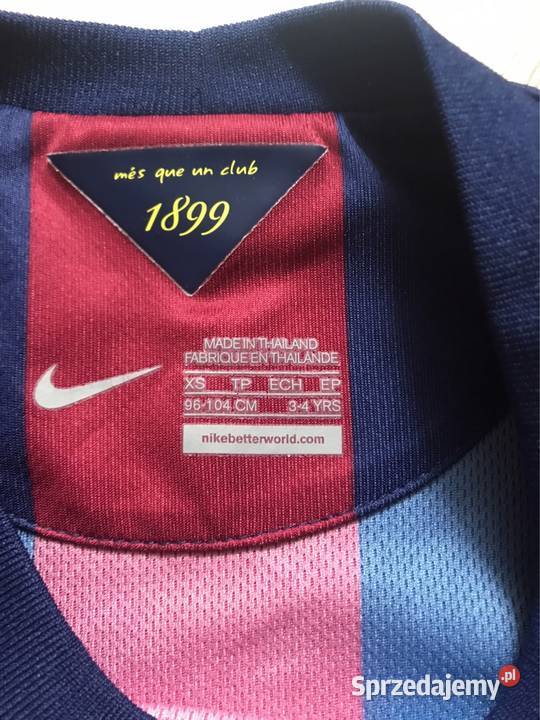 més que un club
1899
MADE IN THAILAND
FABRIQUE EN THAILANDE
XS TP ECH EP
96-104 CM 3-4 YRS
nikebetterworld.com
Sprzedajemy.pl